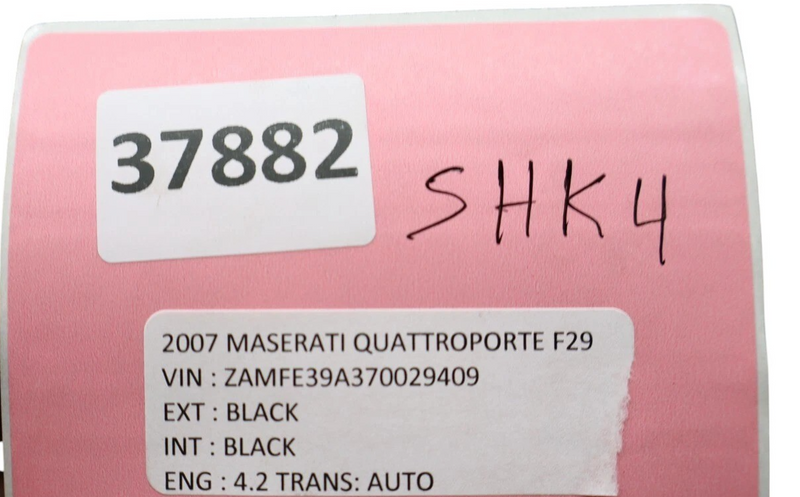 37882
SHK4
2007 MASERATI QUATTROPORTE F29
VIN : ZAMFE39A370029409
EXT : BLACK
INT : BLACK
ENG : 4.2 TRANS: AUTO